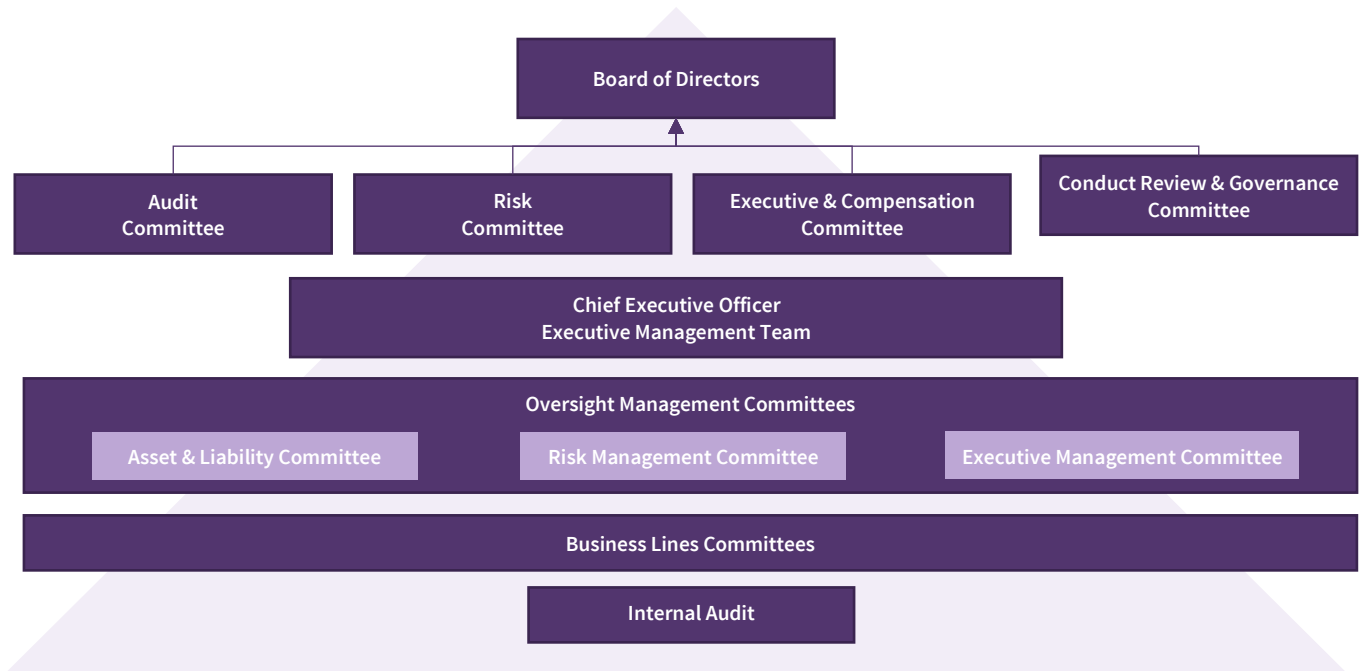 Board of Directors
Audit
Committee
Risk
Committee
Executive & Compensation
Committee
Conduct Review & Governance
Committee
Chief Executive Officer
Executive Management Team
Oversight Management Committees
Asset & Liability Committee
Risk Management Committee
Executive Management Committee
Business Lines Committees
Internal Audit